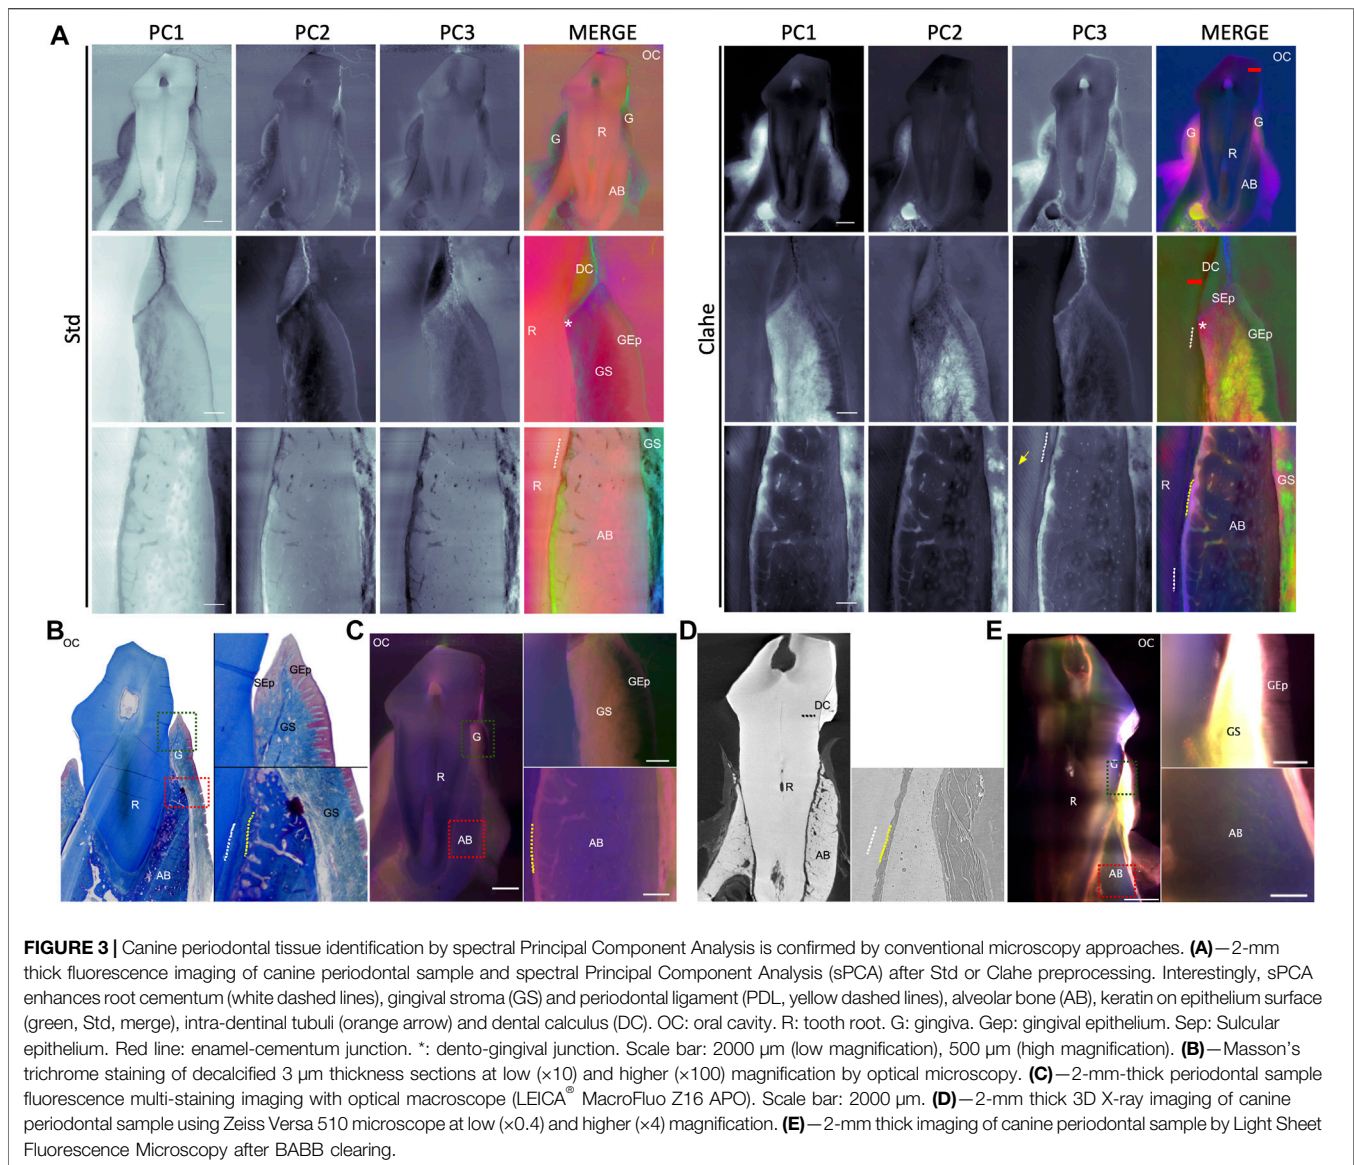 A
PC1 PC2 PC3 MERGE
PC1 PC2 PC3 MERGE
Std
OC
G
G
R
AB
DC
R
*
GEp
GS
GS
R
AB
Clahe
OC
G
G
R
AB
DC
SEp
*
GEp
R
GS
AB
B
OC
G
R
AB
SEp
GEp
GS
GS
C
OC
G
R
AB
GEp
GS
AB
D
DC
R
AB
E
OC
G
R
AB
GEp
GS
AB
FIGURE 3 | Canine periodontal tissue identification by spectral Principal Component Analysis is confirmed by conventional microscopy approaches. (A)—2-mm
thick fluorescence imaging of canine periodontal sample and spectral Principal Component Analysis (sPCA) after Std or Clahe preprocessing. Interestingly, sPCA
enhances root cementum (white dashed lines), gingival stroma (GS) and periodontal ligament (PDL, yellow dashed lines), alveolar bone (AB), keratin on epithelium surface
(green, Std, merge), intra-dentinal tubuli (orange arrow) and dental calculus (DC). OC: oral cavity. R: tooth root. G: gingiva. Gep: gingival epithelium. Sep: Sulcular
epithelium. Red line: enamel-cementum junction. *: dento-gingival junction. Scale bar: 2000 µm (low magnification), 500 µm (high magnification). (B)—Masson's
trichrome staining of decalcified 3 µm thickness sections at low (×10) and higher (×100) magnification by optical microscopy. (C)—2-mm-thick periodontal sample
fluorescence multi-staining imaging with optical macroscope (LEICA® MacroFluo Z16 APO). Scale bar: 2000 µm. (D)—2-mm thick 3D X-ray imaging of canine
periodontal sample using Zeiss Versa 510 microscope at low (×0.4) and higher (×4) magnification. (E)—2-mm thick imaging of canine periodontal sample by Light Sheet
Fluorescence Microscopy after BABB clearing.